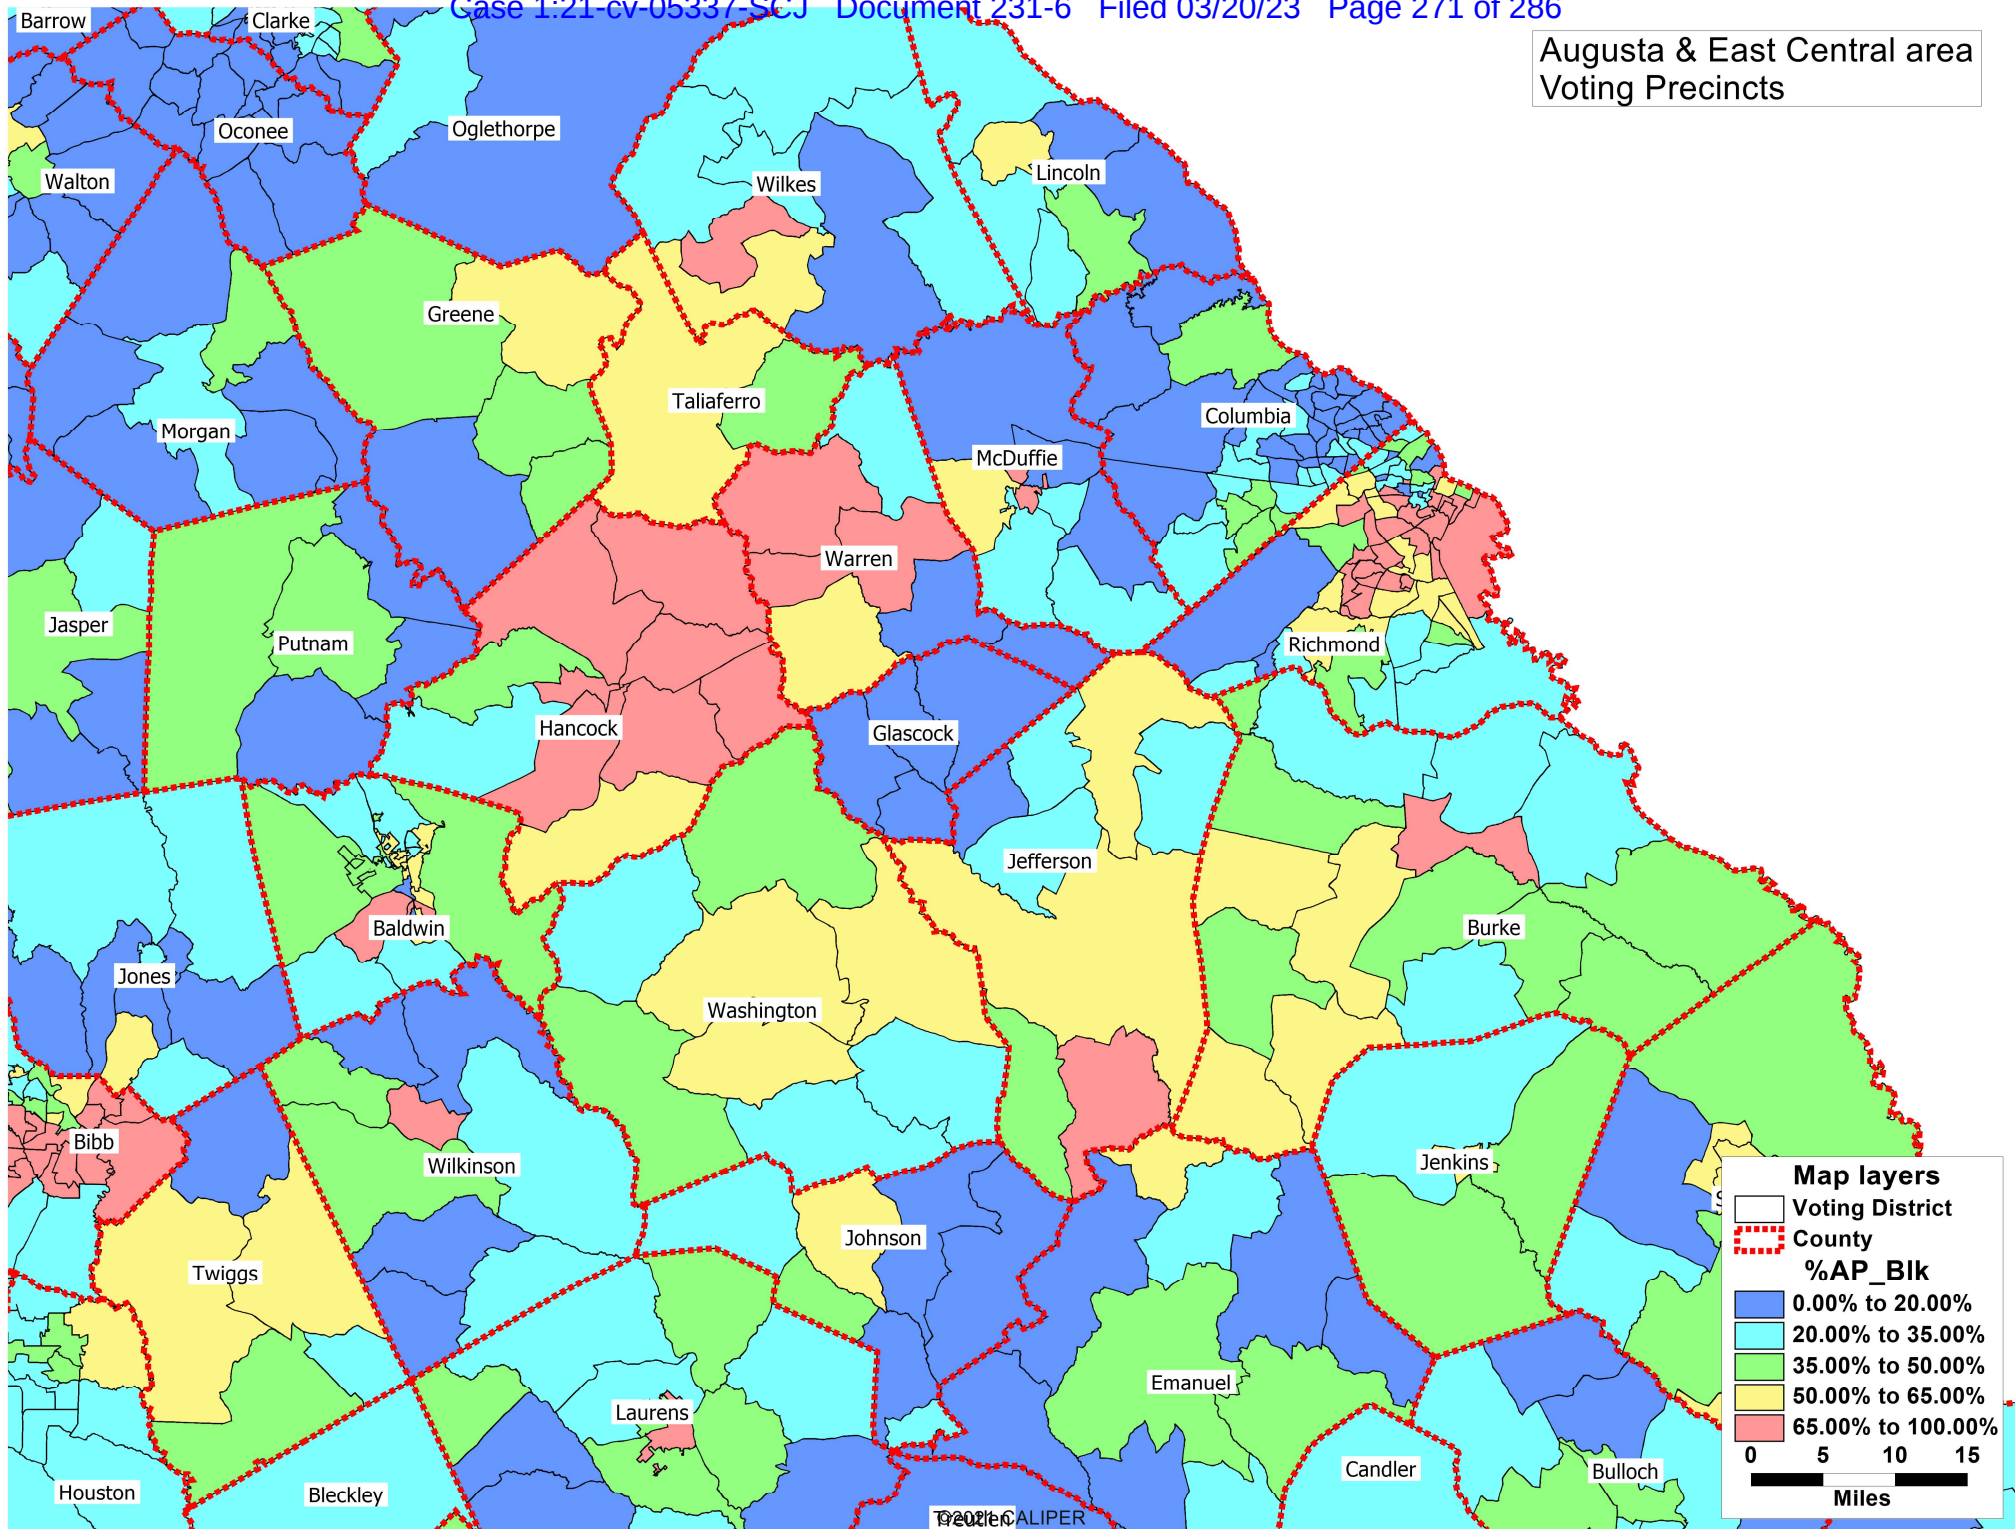 Case 1:21-cv-05337-SCJ Document 231-6 Filed 03/20/23 Page 271 of 286
Augusta & East Central area
Voting Precincts
Barrow
Clarke
Oconee
Oglethorpe
Walton
Wilkes
Lincoln
Greene
Taliaferro
Morgan
Columbia
McDuffie
Warren
Jasper
Putnam
Richmond
Hancock
Glascock
Jefferson
Baldwin
Burke
Jones
Washington
Bibb
Wilkinson
Jenkins
Johnson
Twiggs
Emanuel
Laurens
Candler
Bulloch
Houston
Bleckley
Treutlen
©2021 CALIPER
Map layers
Voting District
County
%AP_Blk
0.00% to 20.00%
20.00% to 35.00%
35.00% to 50.00%
50.00% to 65.00%
65.00% to 100.00%
0 5 10 15
Miles